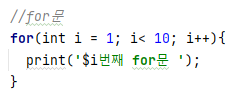 //for문
for(int i = 1; i< 10; i++){
print('$i번째 for문 ');
}